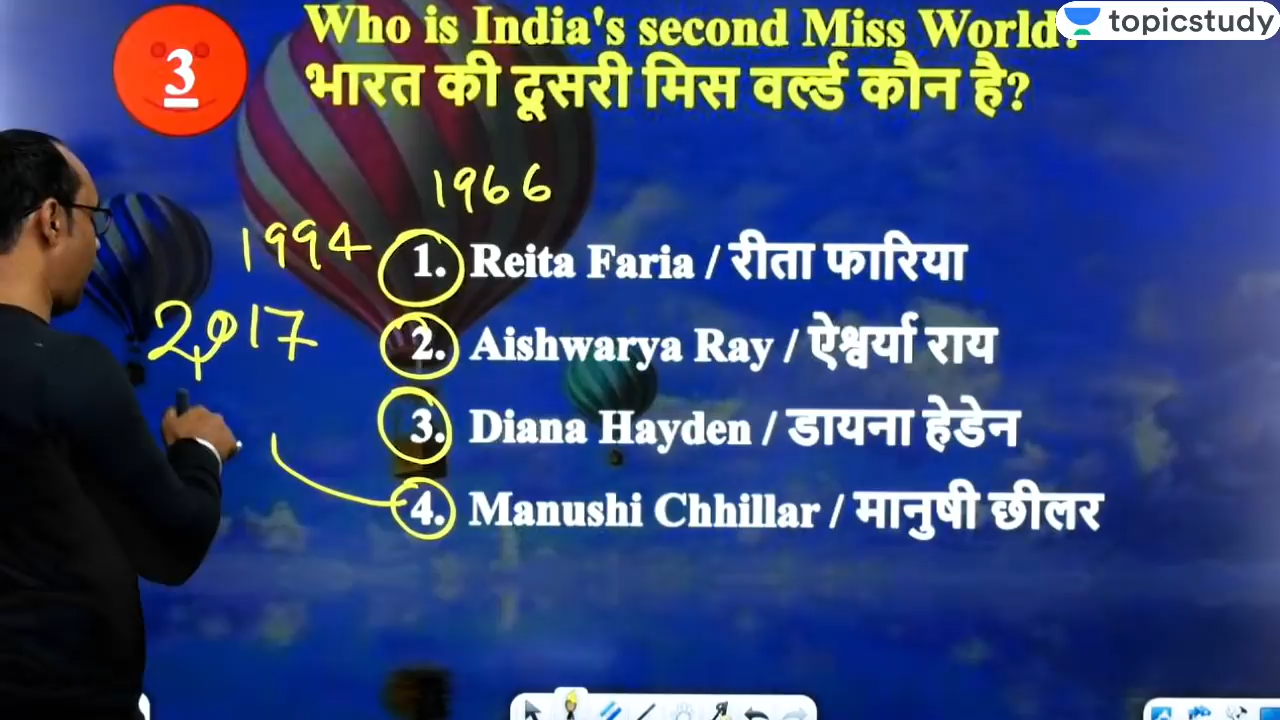 3
Who is India's second Miss World?
भारत की दूसरी मिस वर्ल्ड कौन है?
topicstudy
1966
1994
1. Reita Faria / रीता फारिया
2017
2. Aishwarya Ray / ऐश्वर्या राय
3. Diana Hayden / डायना हेडेन
4. Manushi Chhillar / मानुषी छीलर